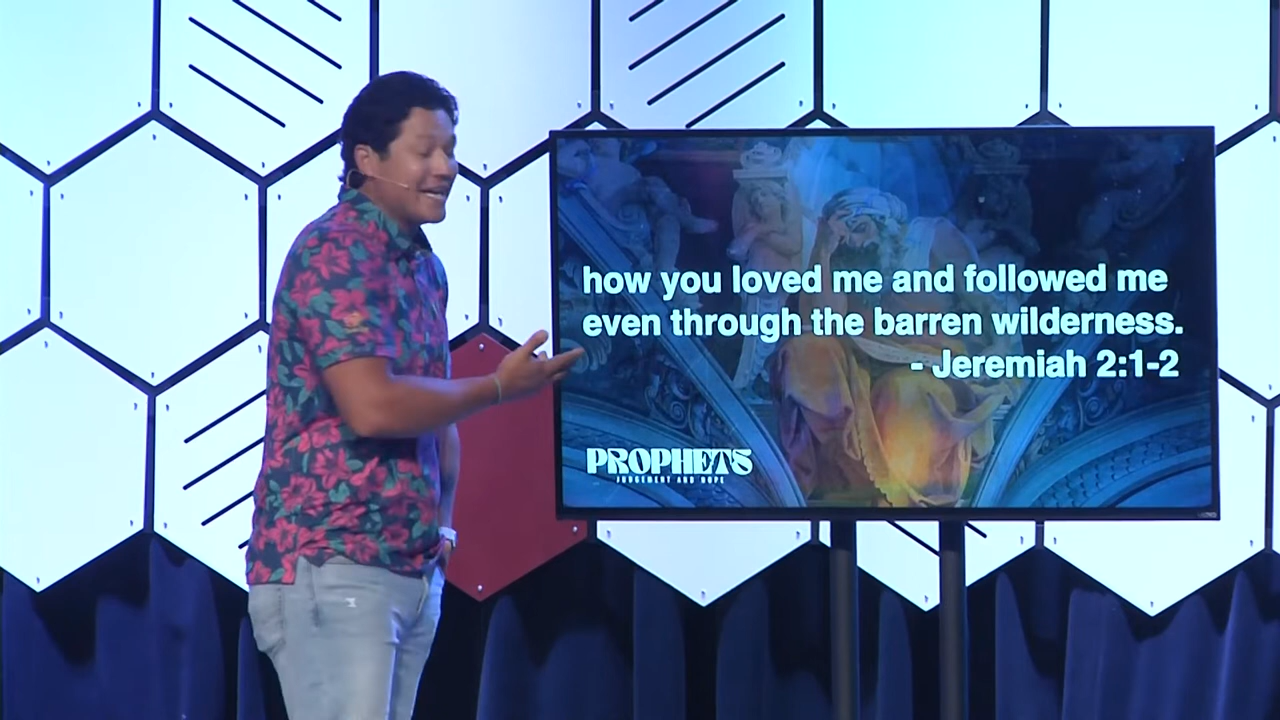 how you loved me and followed me
even through the barren wilderness.
- Jeremiah 2:1-2
PROPHETS
JUDGEMENT AND HOPE